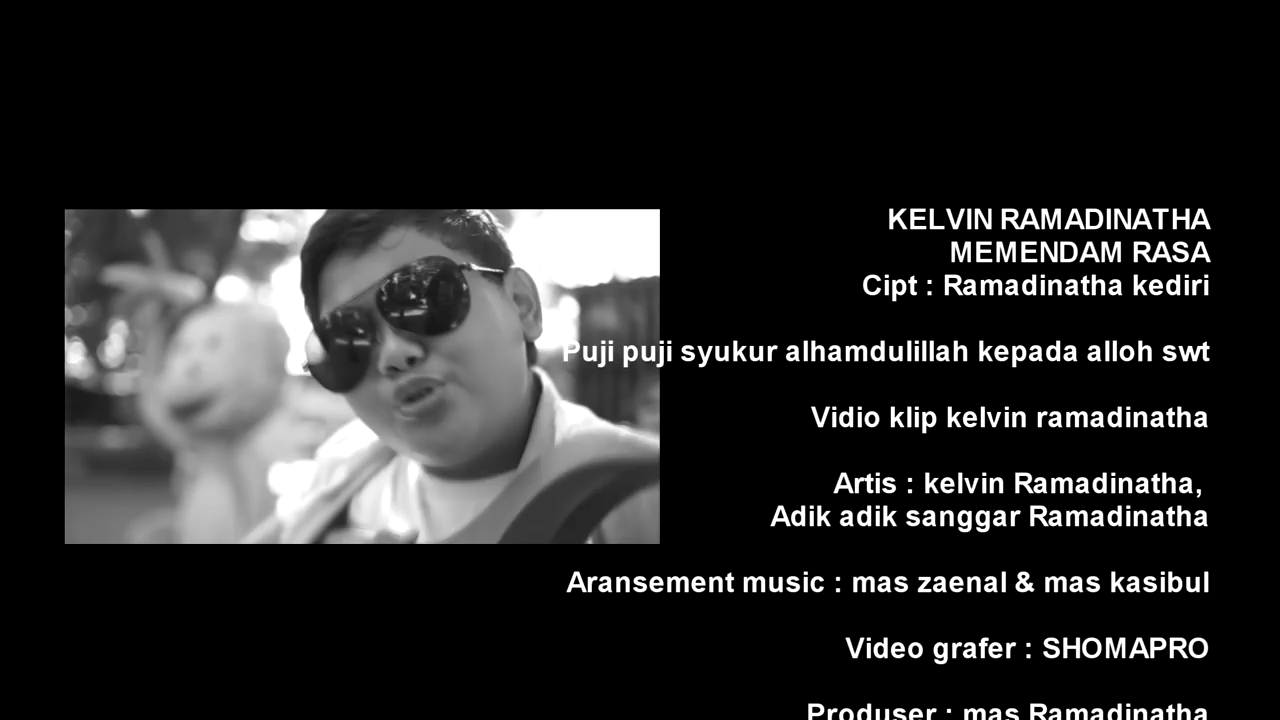 KELVIN RAMADINATHA
MEMENDAM RASA
Cipt : Ramadinatha kediri
Puji puji syukur alhamdulillah kepada alloh swt
Vidio klip kelvin ramadinatha
Artis : kelvin Ramadinatha,
Adik adik sanggar Ramadinatha
Aransement music : mas zaenal & mas kasibul
Video grafer : SHOMAPRO
Produser : mas Ramadinatha